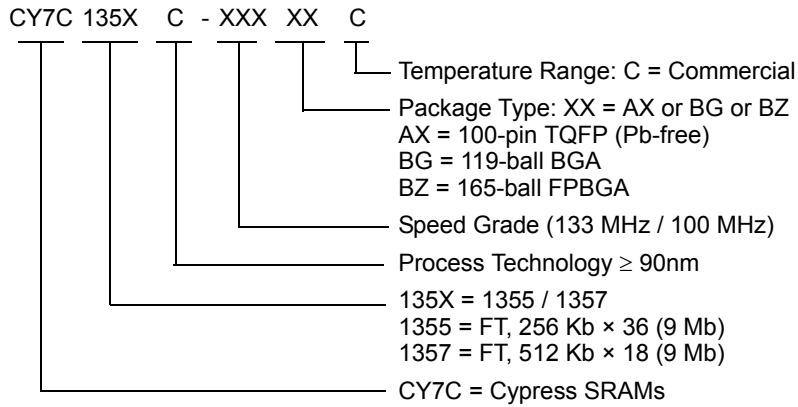 CY7C 135X C - XXX XX C
Temperature Range: C = Commercial
Package Type: XX = AX or BG or BZ
AX = 100-pin TQFP (Pb-free)
BG = 119-ball BGA
BZ = 165-ball FPBGA
Speed Grade (133 MHz / 100 MHz)
Process Technology ≥ 90nm
135X = 1355 / 1357
1355 = FT, 256 Kb × 36 (9 Mb)
1357 = FT, 512 Kb × 18 (9 Mb)
CY7C = Cypress SRAMs